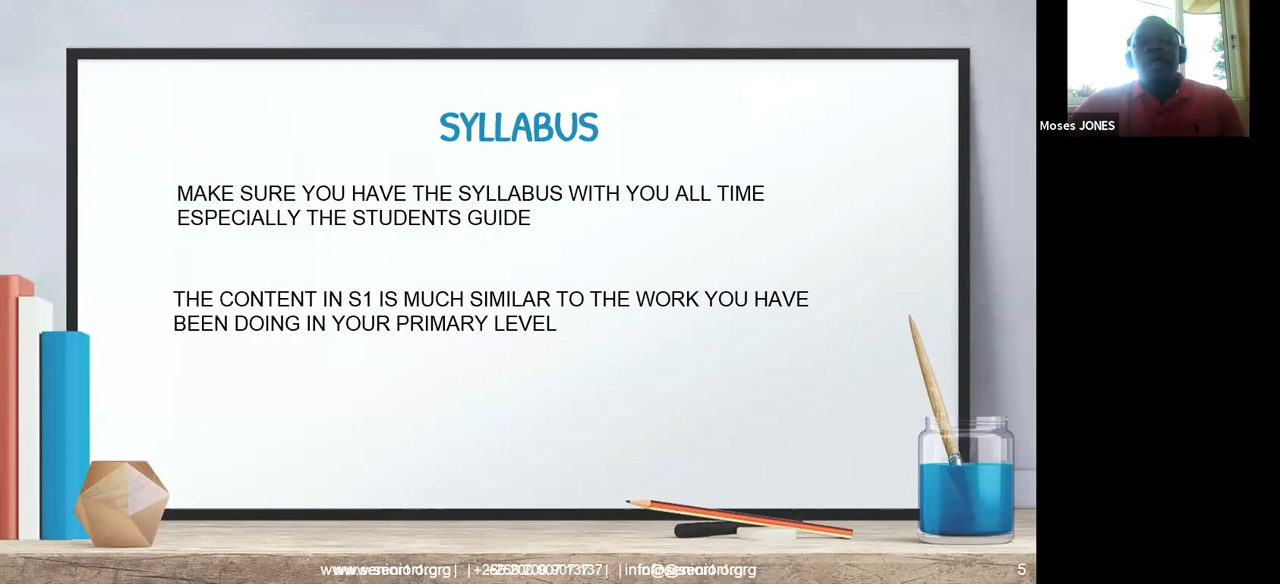 SYLLABUS
MAKE SURE YOU HAVE THE SYLLABUS WITH YOU ALL TIME
ESPECIALLY THE STUDENTS GUIDE
THE CONTENT IN S1 IS MUCH SIMILAR TO THE WORK YOU HAVE
BEEN DOING IN YOUR PRIMARY LEVEL
Moses JONES
5